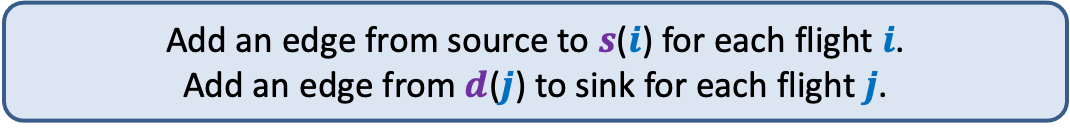 Add an edge from source to s(i) for each flight i.
Add an edge from d(j) to sink for each flight j.